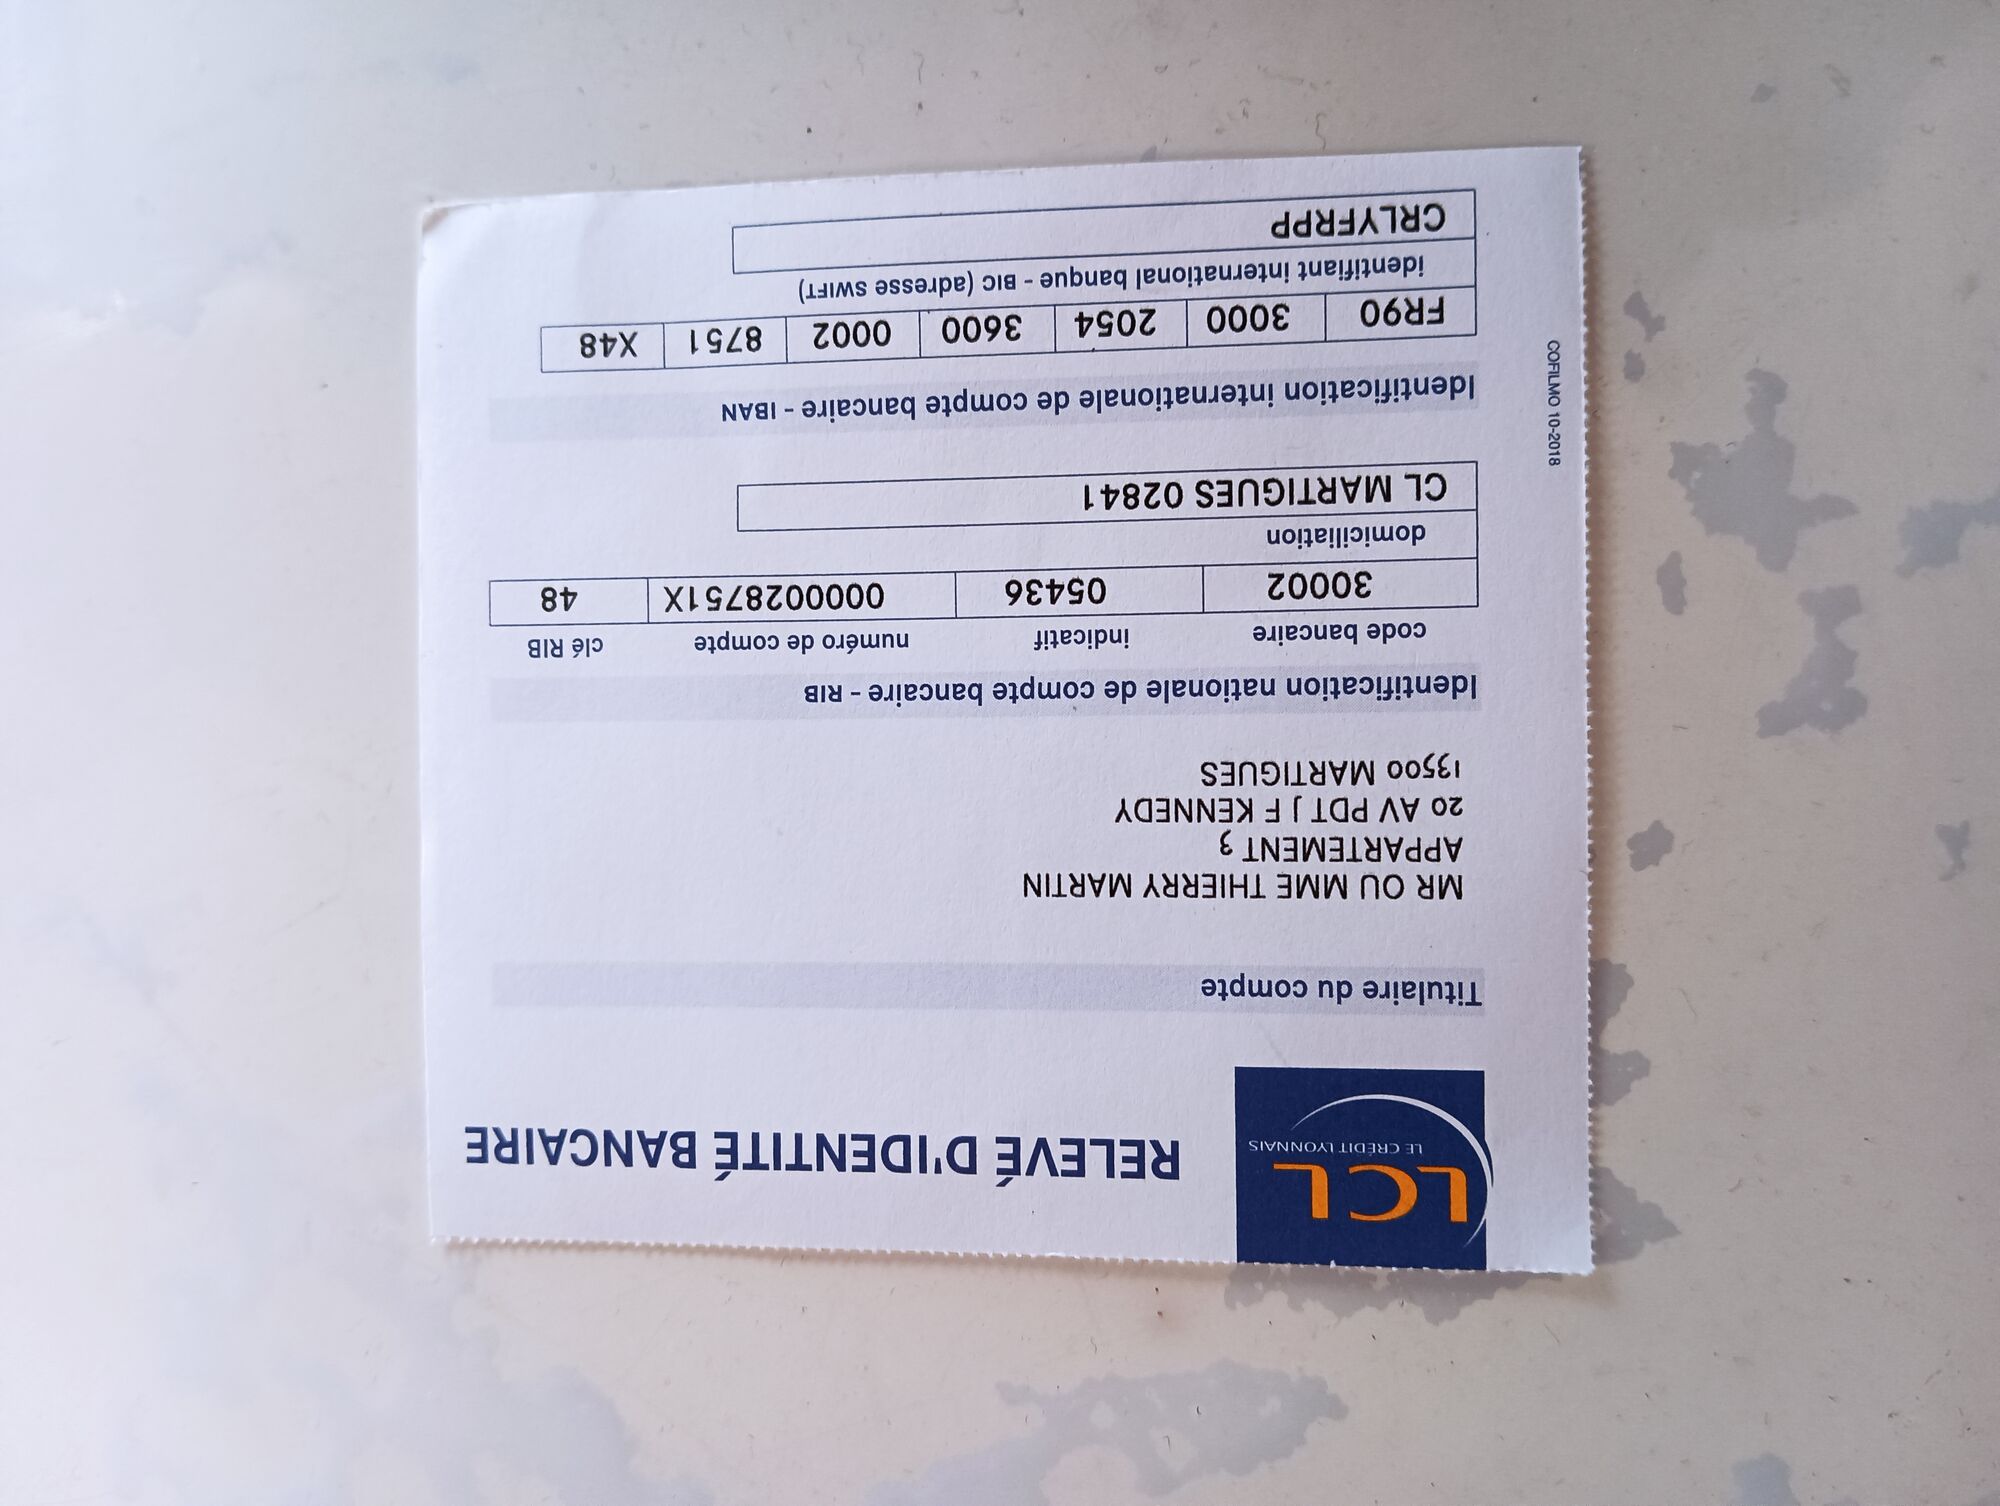 LCL
LE CRÉDIT LYONNAIS
RELEVÉ D'IDENTITÉ BANCAIRE
Titulaire du compte
MR OU MME THIERRY MARTIN
APPARTEMENT 3
20 AV PDT J F KENNEDY
13500 MARTIGUES
Identification nationale de compte bancaire - RIB
code bancaire indicatif numéro de compte clé RIB
30002 05436 0000028751X 48
domiciliation
CL MARTIGUES 02841
Identification internationale de compte bancaire - IBAN
FR90 3000 2054 3600 0002 8751 X48
identifiant international banque - BIC (adresse SWIFT)
CRLYFRPP
COFILMO 10-2018